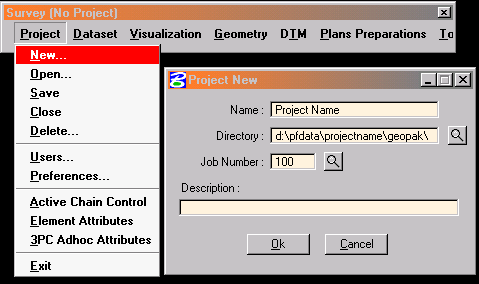 Survey (No Project)
Project Dataset Visualization Geometry DTM Plans Preparations To
New...
Open...
Save
Close
Delete...
Users...
Preferences...
Active Chain Control
Element Attributes
3PC Adhoc Attributes
Exit
Project New
Name : Project Name
Directory : d:\pfdata\projectname\geopak\
Job Number : 100
Description :
Ok Cancel